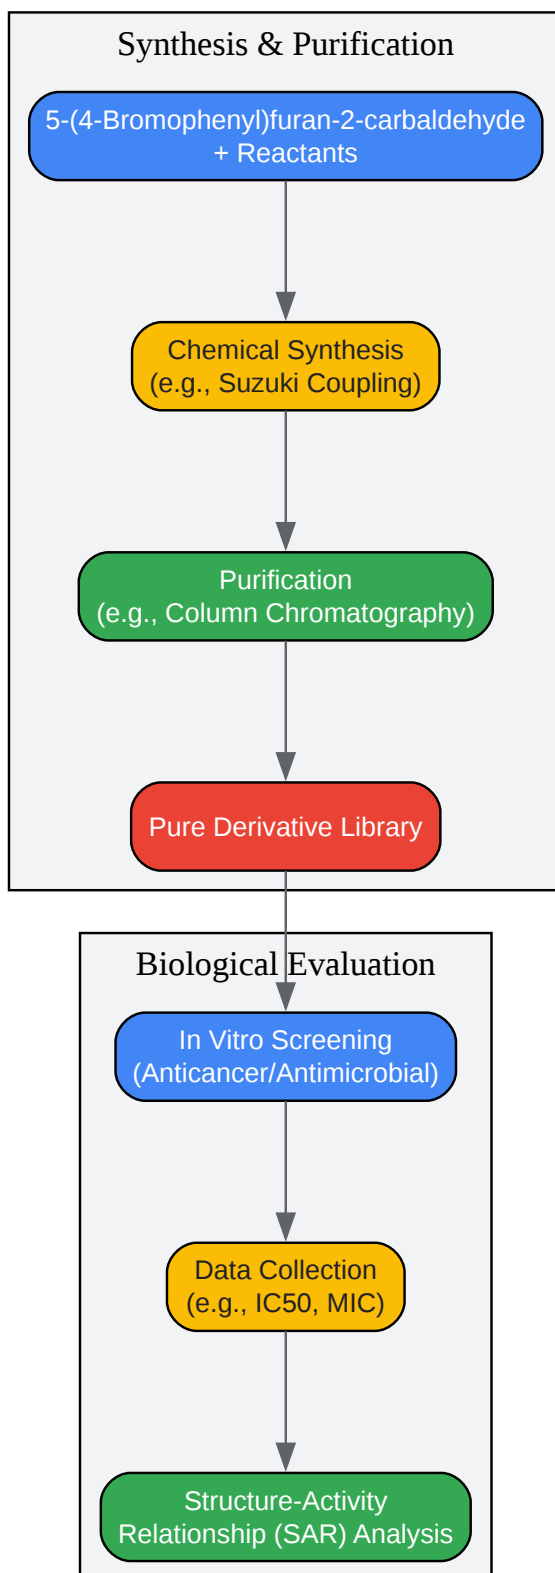 Synthesis & Purification
5-(4-Bromophenyl)furan-2-carbaldehyde
+ Reactants
Chemical Synthesis
(e.g., Suzuki Coupling)
Purification
(e.g., Column Chromatography)
Pure Derivative Library
Biological Evaluation
In Vitro Screening
(Anticancer/Antimicrobial)
Data Collection
(e.g., IC50, MIC)
Structure-Activity
Relationship (SAR) Analysis